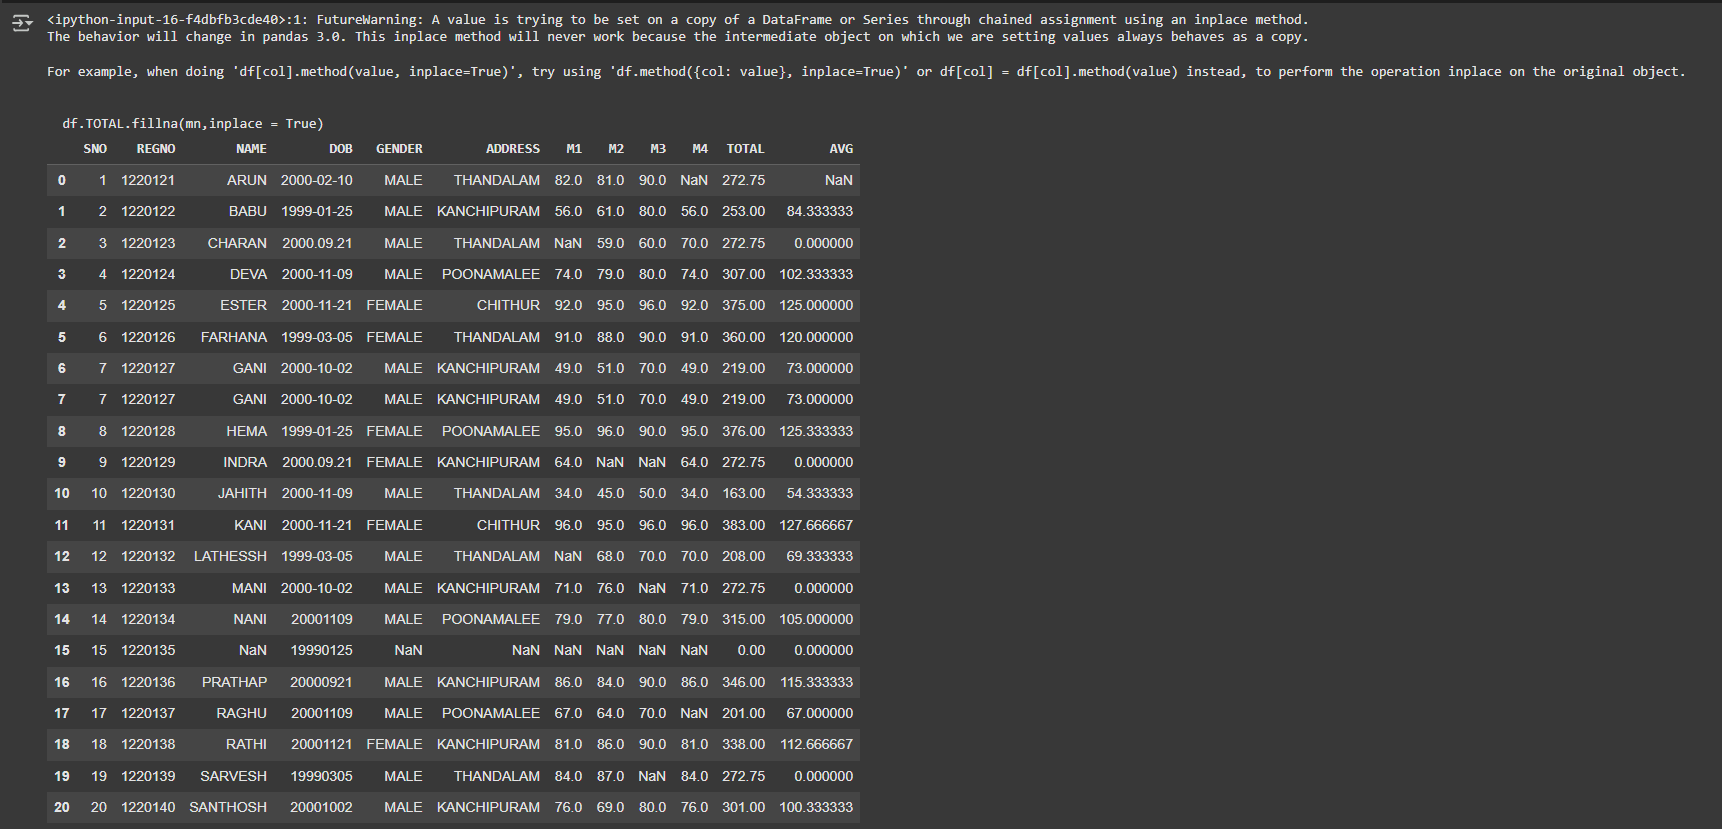 <ipython-input-16-f4dbfb3cde40>:1: FutureWarning: A value is trying to be set on a copy of a DataFrame or Series through chained assignment using an inplace method.
The behavior will change in pandas 3.0. This inplace method will never work because the intermediate object on which we are setting values always behaves as a copy.
For example, when doing 'df[col].method(value, inplace=True)', try using 'df.method({col: value}, inplace=True)' or df[col] = df[col].method(value) instead, to perform the operation inplace on the original object.
df.TOTAL.fillna(mn,inplace = True)
SNO REGNO NAME DOB GENDER ADDRESS M1 M2 M3 M4 TOTAL AVG
0 1 1220121 ARUN 2000-02-10 MALE THANDALAM 82.0 81.0 90.0 NaN 272.75 NaN
1 2 1220122 BABU 1999-01-25 MALE KANCHIPURAM 56.0 61.0 80.0 56.0 253.00 84.333333
2 3 1220123 CHARAN 2000.09.21 MALE THANDALAM NaN 59.0 60.0 70.0 272.75 0.000000
3 4 1220124 DEVA 2000-11-09 MALE POONAMALEE 74.0 79.0 80.0 74.0 307.00 102.333333
4 5 1220125 ESTER 2000-11-21 FEMALE CHITHUR 92.0 95.0 96.0 92.0 375.00 125.000000
5 6 1220126 FARHANA 1999-03-05 FEMALE THANDALAM 91.0 88.0 90.0 91.0 360.00 120.000000
6 7 1220127 GANI 2000-10-02 MALE KANCHIPURAM 49.0 51.0 70.0 49.0 219.00 73.000000
7 7 1220127 GANI 2000-10-02 MALE KANCHIPURAM 49.0 51.0 70.0 49.0 219.00 73.000000
8 8 1220128 HEMA 1999-01-25 FEMALE POONAMALEE 95.0 96.0 90.0 95.0 376.00 125.333333
9 9 1220129 INDRA 2000.09.21 FEMALE KANCHIPURAM 64.0 NaN NaN 64.0 272.75 0.000000
10 10 1220130 JAHITH 2000-11-09 MALE THANDALAM 34.0 45.0 50.0 34.0 163.00 54.333333
11 11 1220131 KANI 2000-11-21 FEMALE CHITHUR 96.0 95.0 96.0 96.0 383.00 127.666667
12 12 1220132 LATHESSH 1999-03-05 MALE THANDALAM NaN 68.0 70.0 70.0 208.00 69.333333
13 13 1220133 MANI 2000-10-02 MALE KANCHIPURAM 71.0 76.0 NaN 71.0 272.75 0.000000
14 14 1220134 NANI 20001109 MALE POONAMALEE 79.0 77.0 80.0 79.0 315.00 105.000000
15 15 1220135 NaN 19990125 NaN NaN NaN NaN NaN NaN 0.00 0.000000
16 16 1220136 PRATHAP 20000921 MALE KANCHIPURAM 86.0 84.0 90.0 86.0 346.00 115.333333
17 17 1220137 RAGHU 20001109 MALE POONAMALEE 67.0 64.0 70.0 NaN 201.00 67.000000
18 18 1220138 RATHI 20001121 FEMALE KANCHIPURAM 81.0 86.0 90.0 81.0 338.00 112.666667
19 19 1220139 SARVESH 19990305 MALE THANDALAM 84.0 87.0 NaN 84.0 272.75 0.000000
20 20 1220140 SANTHOSH 20001002 MALE KANCHIPURAM 76.0 69.0 80.0 76.0 301.00 100.333333